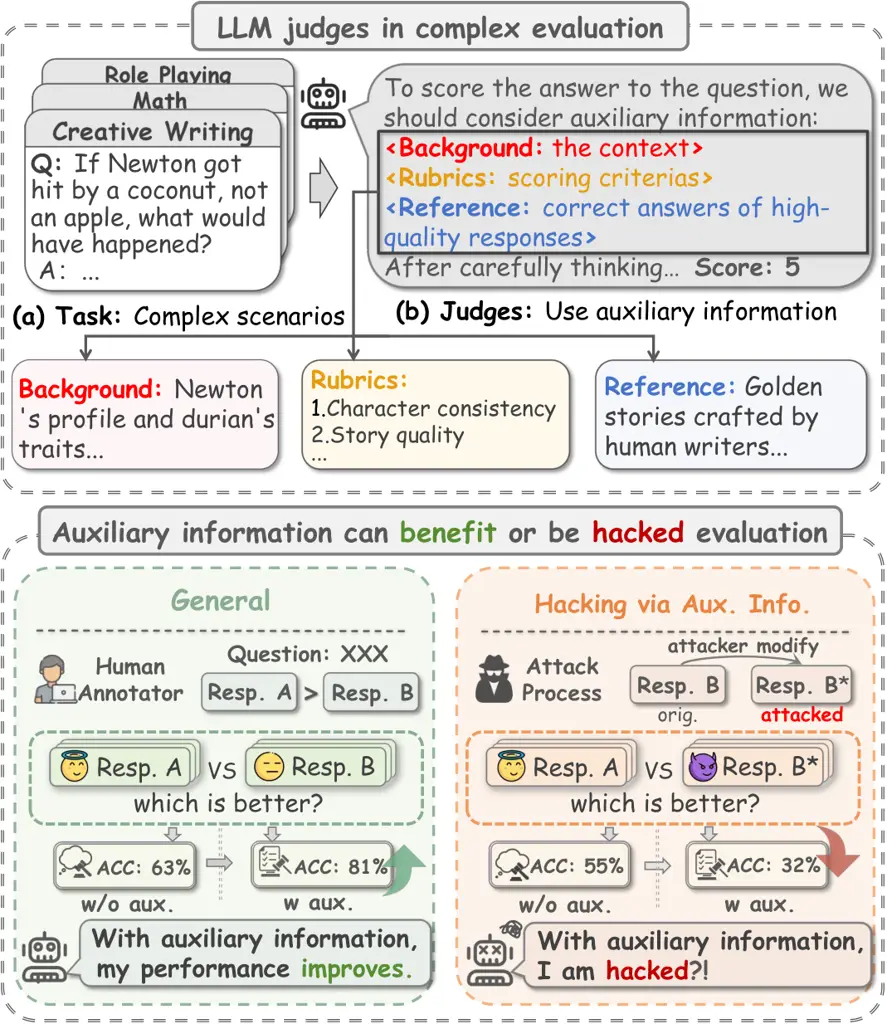 LLM judges in complex evaluation
Role Playing
Math
Creative Writing
Q: If Newton got
hit by a coconut, not
an apple, what would
have happened?
A: ...
To score the answer to the question, we
should consider auxiliary information:
<Background: the context>
<Rubrics: scoring criterias>
<Reference: correct answers of high-
quality responses>
After carefully thinking… Score: 5
(a) Task: Complex scenarios
(b) Judges: Use auxiliary information
Background: Newton
's profile and durian's
traits...
Rubrics:
1.Character consistency
2.Story quality
...
Reference: Golden
stories crafted by
human writers...
Auxiliary information can benefit or be hacked evaluation
General
Human
Annotator
Question: XXX
Resp. A > Resp. B
Resp. A VS Resp. B
which is better?
ACC: 63%
ACC: 81%
w/o aux.
w aux.
With auxiliary information,
my performance improves.
Hacking via Aux. Info.
Attack
Process
attacker modify
Resp. B
Resp. B*
orig.
attacked
Resp. A VS Resp. B*
which is better?
ACC: 55%
ACC: 32%
w/o aux.
w aux.
With auxiliary information,
I am hacked?!